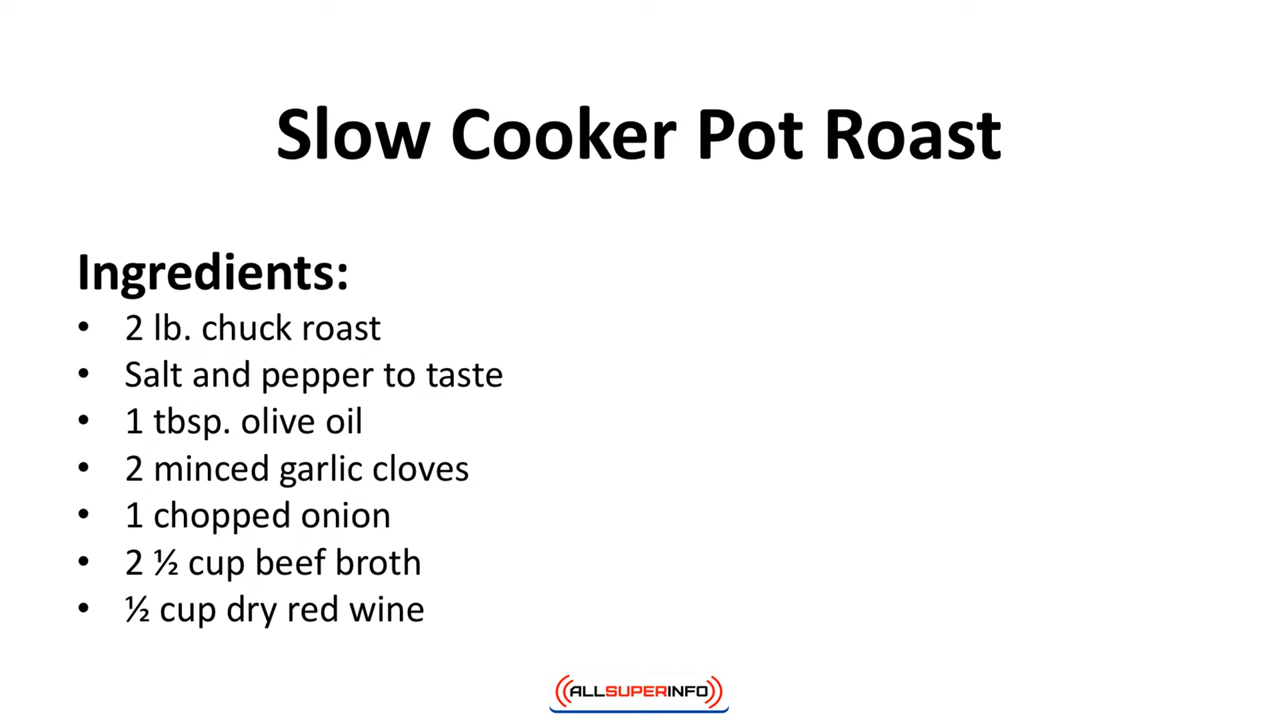 Slow Cooker Pot Roast
Ingredients:
• 2 lb. chuck roast
• Salt and pepper to taste
• 1 tbsp. olive oil
• 2 minced garlic cloves
• 1 chopped onion
• 2 ½ cup beef broth
• ½ cup dry red wine
ALLSUPERINFO